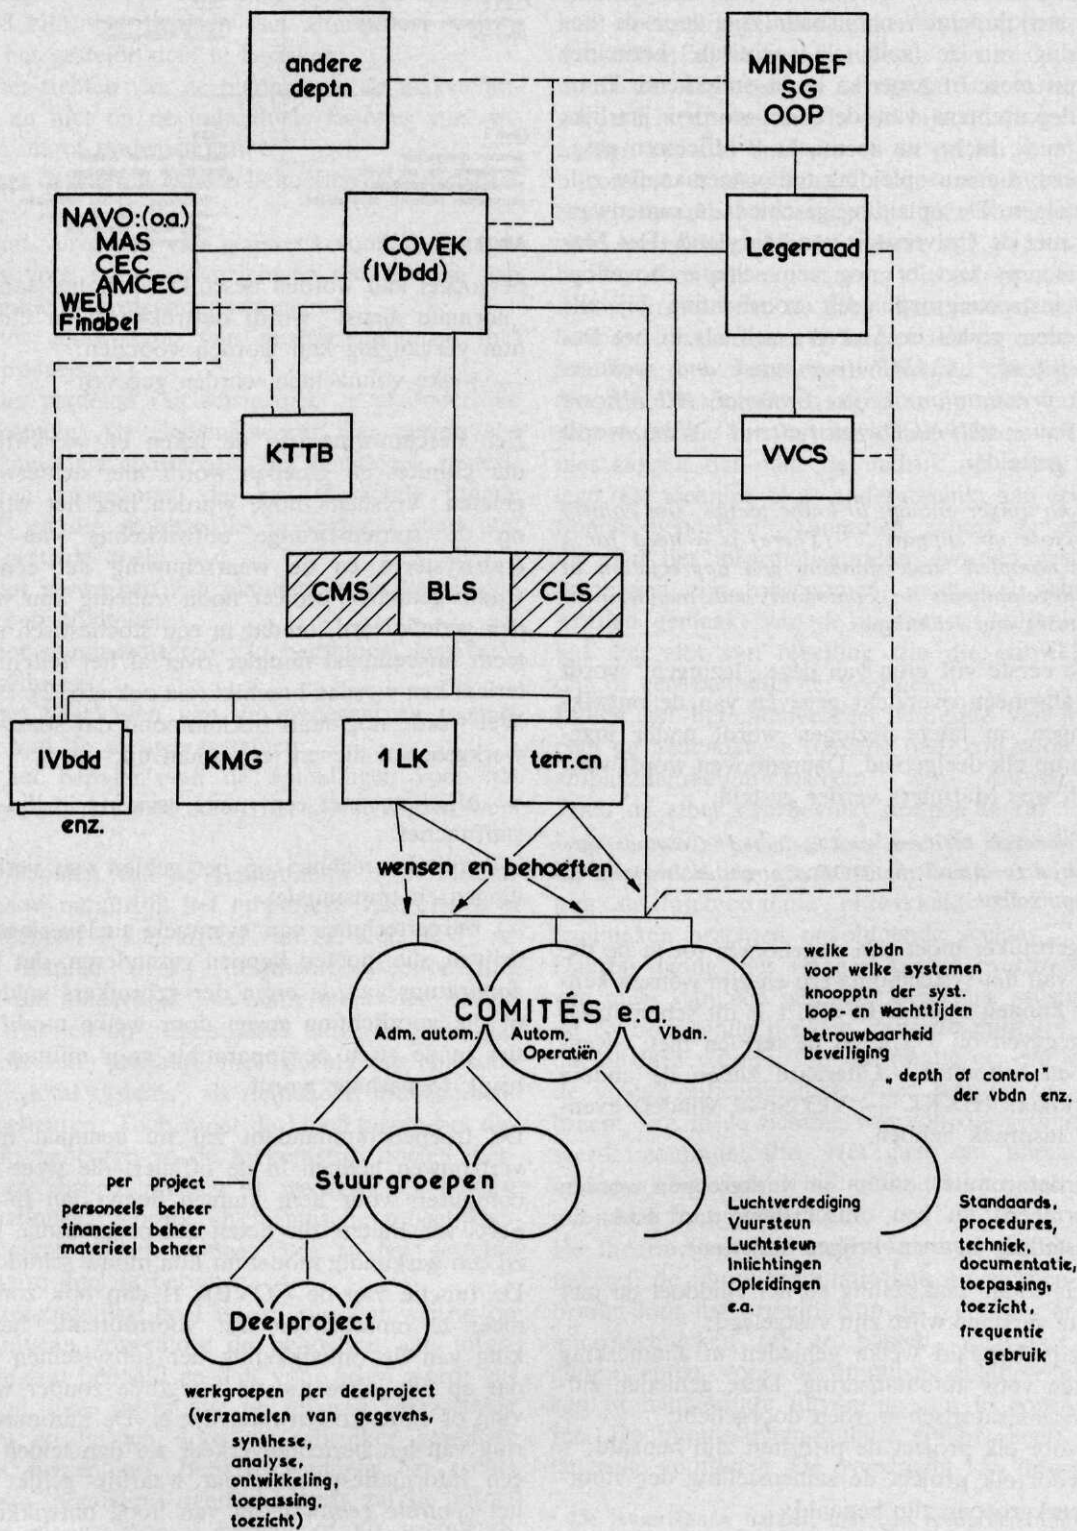 andere
deptn
MINDEF
SG
OOP
NAVO:(o.a.)
MAS
CEC
AMCEC
WEU
Finabel
COVEK
(IVbdd)
Legerraad
KTTB
VVCS
CMS
BLS
CLS
IVbdd
enz.
KMG
1 LK
terr.cn
wensen en behoeften
COMITÉS e.a.
Adm. autom.
Autom.
Operatiën
Vbdn.
welke vbdn
voor welke systemen
knooppt​n der syst.
loop- en wachttijden
betrouwbaarheid
beveiliging
„ depth of control"
der vbdn enz.
Stuurgroepen
per project
personeels beheer
financieel beheer
materieel beheer
Luchtverdediging
Vuursteun
Luchtsteun
Inlichtingen
Opleidingen
e.a.
Standaards,
procedures,
techniek,
documentatie,
toepassing,
toezicht,
frequentie
gebruik
Deelproject
werkgroepen per deelproject
(verzamelen van gegevens,
synthese,
analyse,
ontwikkeling,
toepassing,
toezicht)